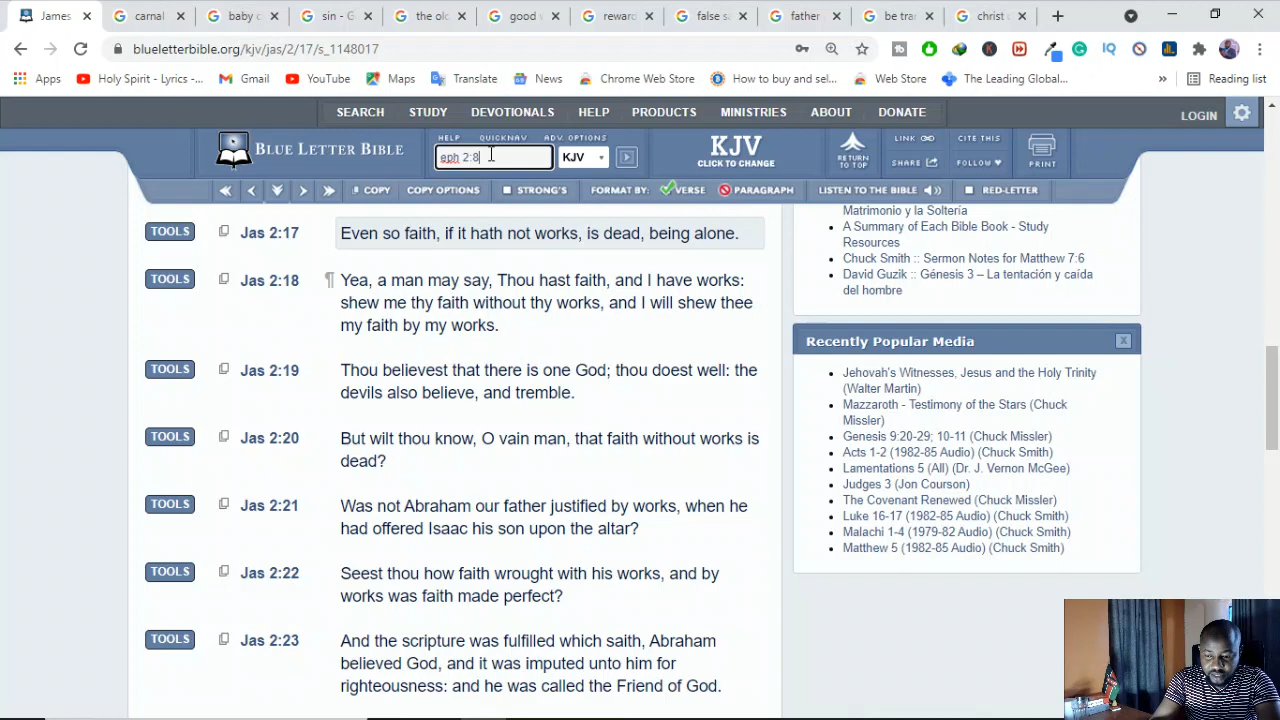 James
carnal
baby
sin - G
the ol
good
reward
false s
father
be tra
christ
blueletterbible.org/kjv/jas/2/17/s_1148017
Apps
Holy Spirit - Lyrics -...
Gmail
YouTube
Maps
Translate
News
Chrome Web Store
How to buy and sel...
Web Store
The Leading Global...
»
Reading list
SEARCH STUDY DEVOTIONALS HELP PRODUCTS MINISTRIES ABOUT DONATE
LOGIN
BLUE LETTER BIBLE
HELP QUICKNAV ADV. OPTIONS
eph 2:8
KJV
KJV
CLICK TO CHANGE
RETURN
TO TOP
LINK
CITE THIS
SHARE
FOLLOW
PRINT
COPY COPY OPTIONS STRONG'S FORMAT BY: VERSE PARAGRAPH LISTEN TO THE BIBLE RED-LETTER
TOOLS Jas 2:17 Even so faith, if it hath not works, is dead, being alone.
TOOLS Jas 2:18 ¶ Yea, a man may say, Thou hast faith, and I have works:
shew me thy faith without thy works, and I will shew thee
my faith by my works.
TOOLS Jas 2:19 Thou believest that there is one God; thou doest well: the
devils also believe, and tremble.
TOOLS Jas 2:20 But wilt thou know, O vain man, that faith without works is
dead?
TOOLS Jas 2:21 Was not Abraham our father justified by works, when he
had offered Isaac his son upon the altar?
TOOLS Jas 2:22 Seest thou how faith wrought with his works, and by
works was faith made perfect?
TOOLS Jas 2:23 And the scripture was fulfilled which saith, Abraham
believed God, and it was imputed unto him for
righteousness: and he was called the Friend of God.
Matrimonio y la Soltería
A Summary of Each Bible Book - Study
Resources
Chuck Smith :: Sermon Notes for Matthew 7:6
David Guzik :: Génesis 3 – La tentación y caída
del hombre
Recently Popular Media
Jehovah's Witnesses, Jesus and the Holy Trinity
(Walter Martin)
Mazzaroth - Testimony of the Stars (Chuck
Missler)
Genesis 9:20-29; 10-11 (Chuck Missler)
Acts 1-2 (1982-85 Audio) (Chuck Smith)
Lamentations 5 (All) (Dr. J. Vernon McGee)
Judges 3 (Jon Courson)
The Covenant Renewed (Chuck Missler)
Luke 16-17 (1982-85 Audio) (Chuck Smith)
Malachi 1-4 (1979-82 Audio) (Chuck Smith)
Matthew 5 (1982-85 Audio) (Chuck Smith)